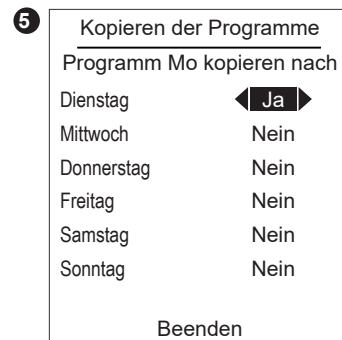 5
Kopieren der Programme
Programm Mo kopieren nach
Dienstag Ja
Mittwoch Nein
Donnerstag Nein
Freitag Nein
Samstag Nein
Sonntag Nein
Beenden